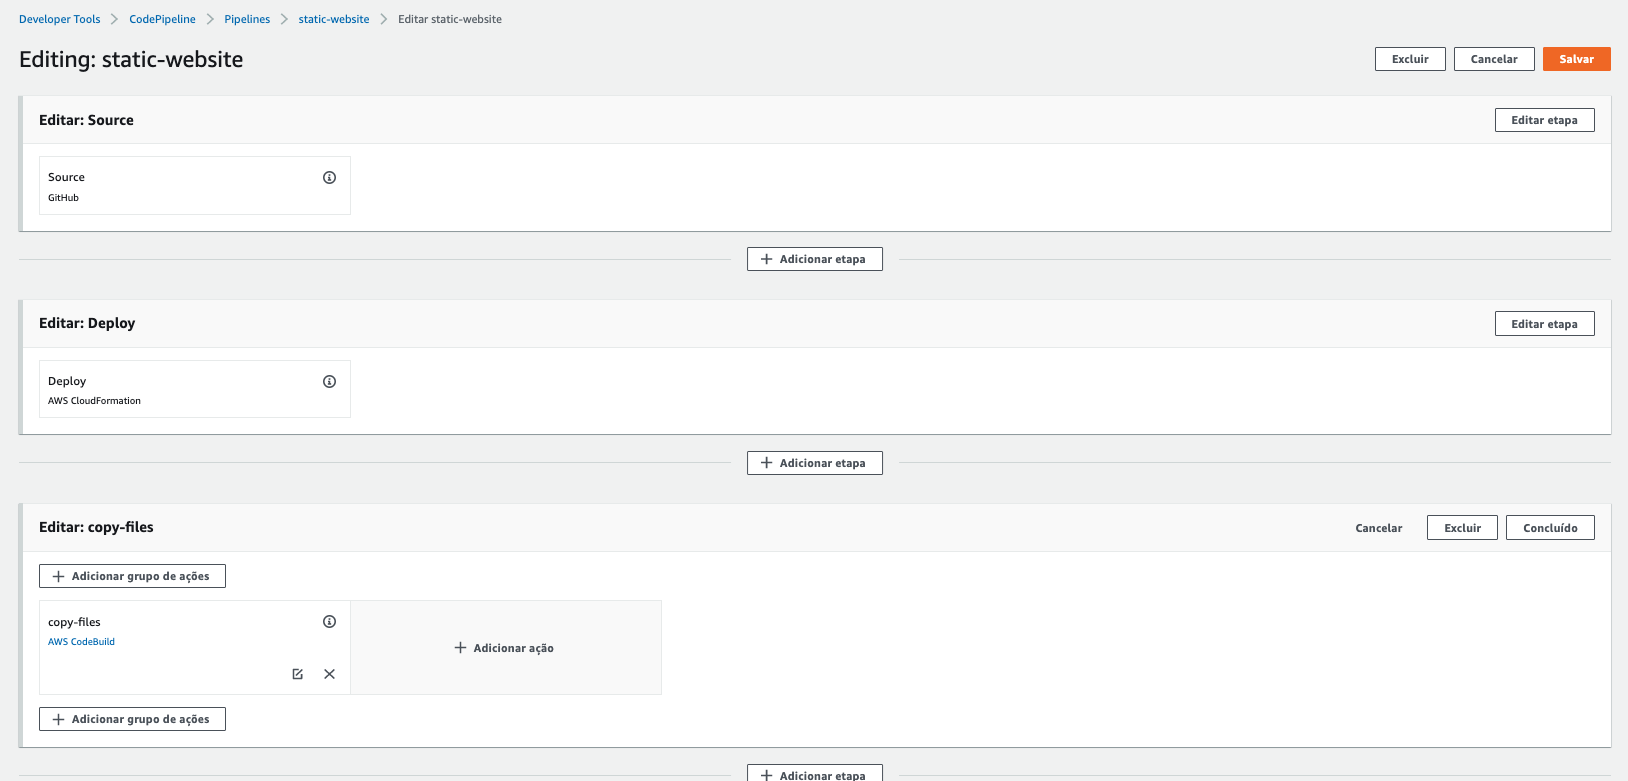 Developer Tools > CodePipeline > Pipelines > static-website > Editar static-website
Editing: static-website
Excluir
Cancelar
Salvar
Editar: Source
Editar etapa
Source
GitHub
+ Adicionar etapa
Editar: Deploy
Editar etapa
Deploy
AWS CloudFormation
+ Adicionar etapa
Editar: copy-files
Cancelar
Excluir
Concluído
+ Adicionar grupo de ações
copy-files
AWS CodeBuild
+ Adicionar ação
+ Adicionar grupo de ações
+ Adicionar etapa